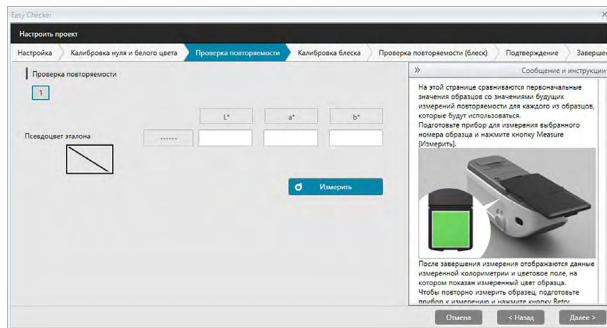 Easy Checker
Настроить проект
Настройка Калибровка нуля и белого цвета Проверка повторяемости Калибровка блеска Проверка повторяемости (блеск) Подтверждение Заверше
Проверка повторяемости
1
L* a* b*
Псевдоцвет эталона ------
Измерить
Сообщение и инструкции
На этой странице сравниваются первоначальные
значения образцов со значениями будущих
измерений повторяемости для каждого из образцов,
которые будут использоваться.
Подготовьте прибор для измерения выбранного
номера образца и нажмите кнопку Measure
[Измерить].
После завершения измерения отображаются данные
измеренной колориметрии и цветовое поле, на
котором показан измеренный цвет образца.
Чтобы повторно измерить образец, подготовьте
прибор к измерению и нажмите кнопку Retry
Отмена < Назад Далее >